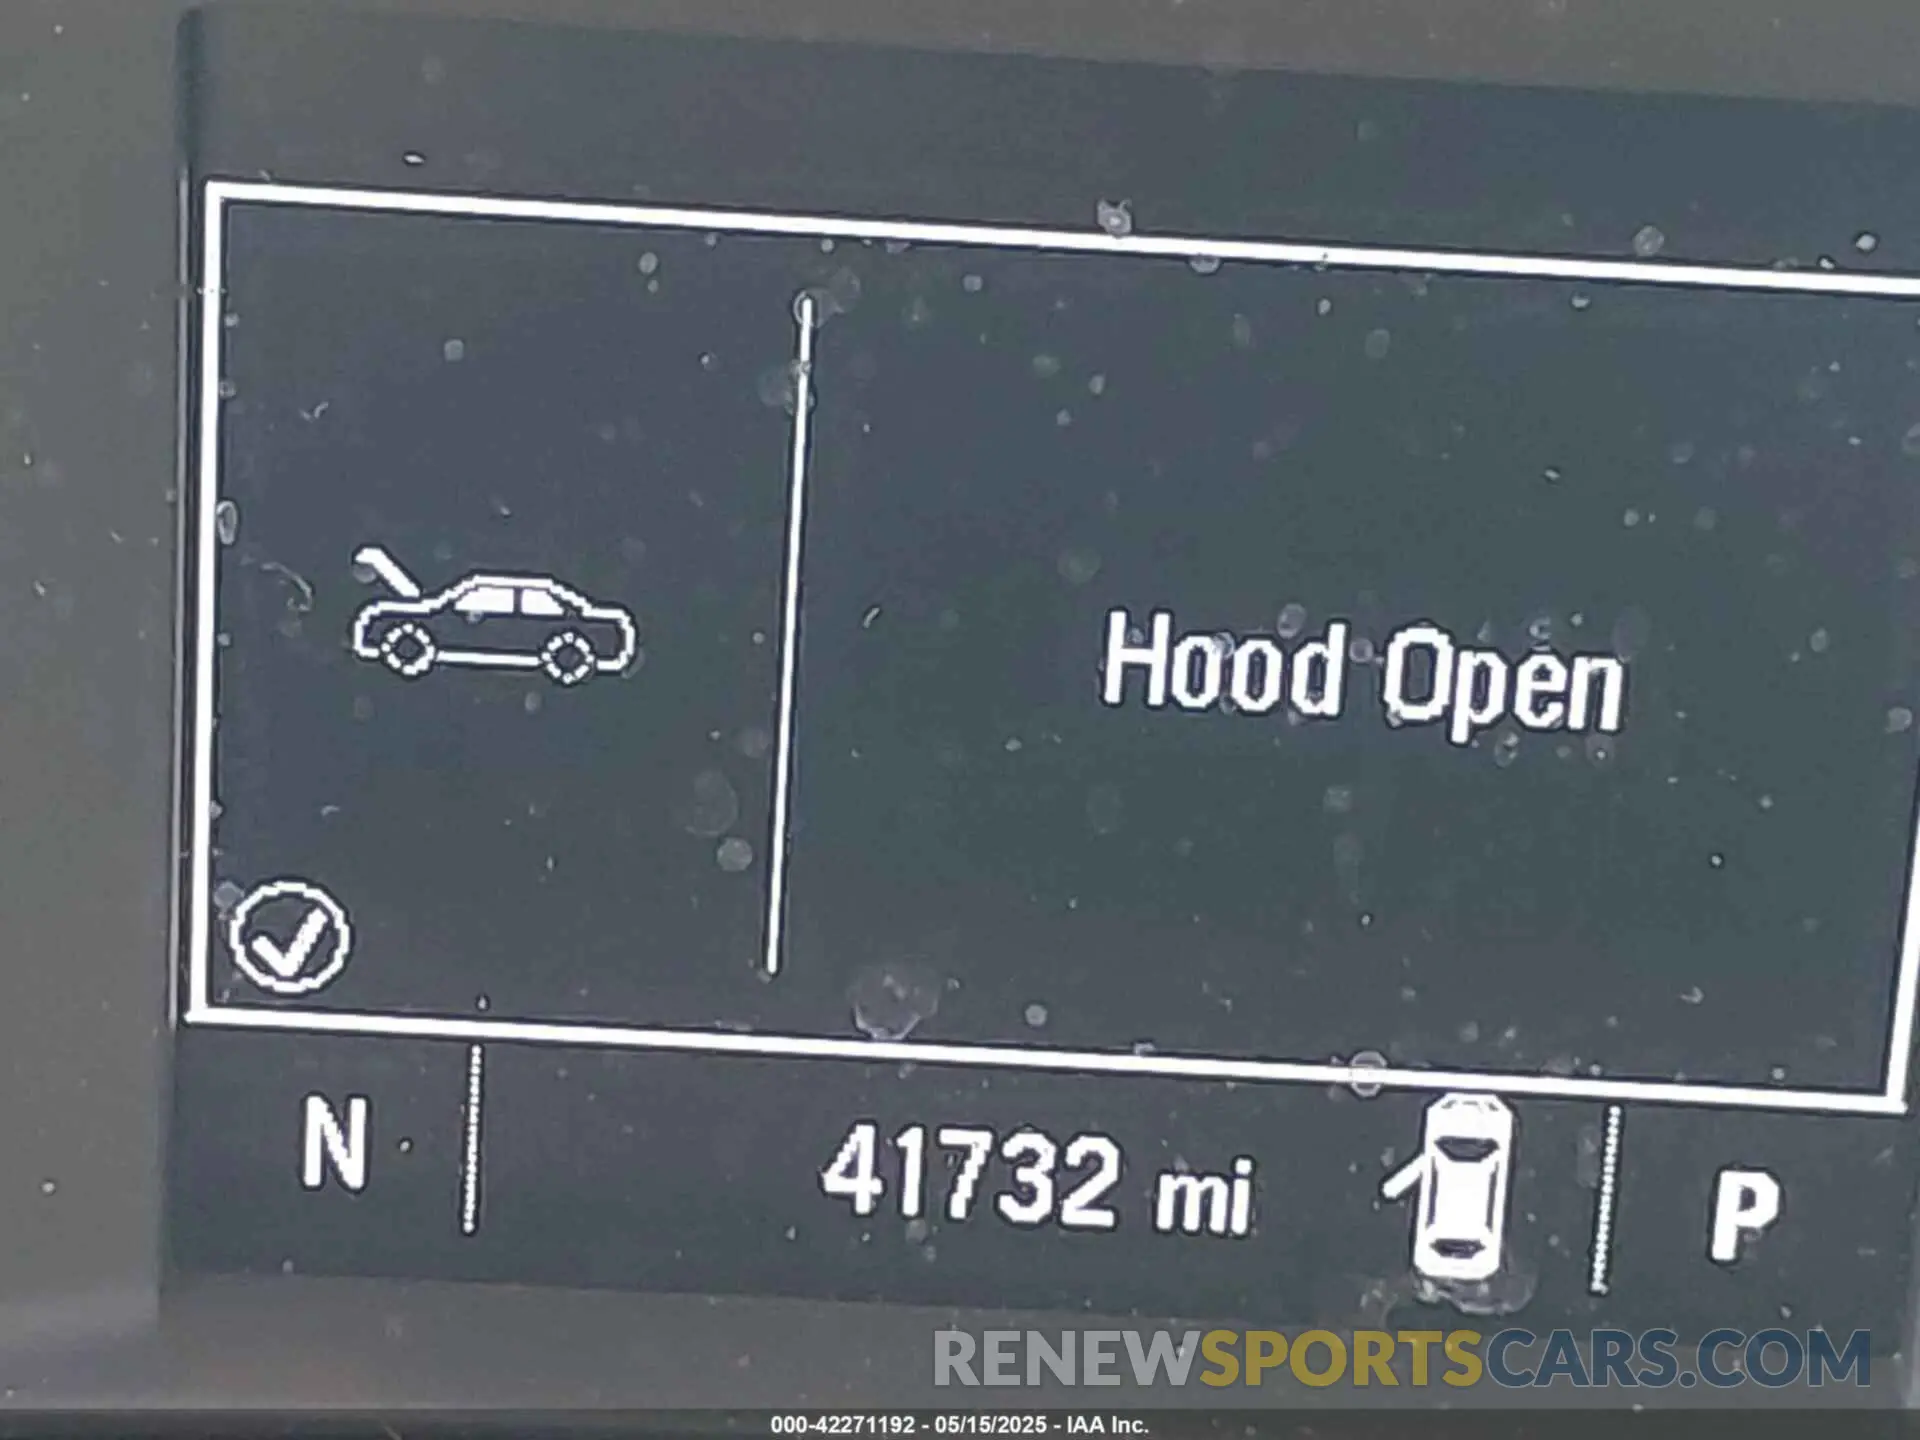 Hood Open
N 41732 mi P
RENEWSPORTSCARS.COM
000-42271192 - 05/15/2025 - IAA Inc.